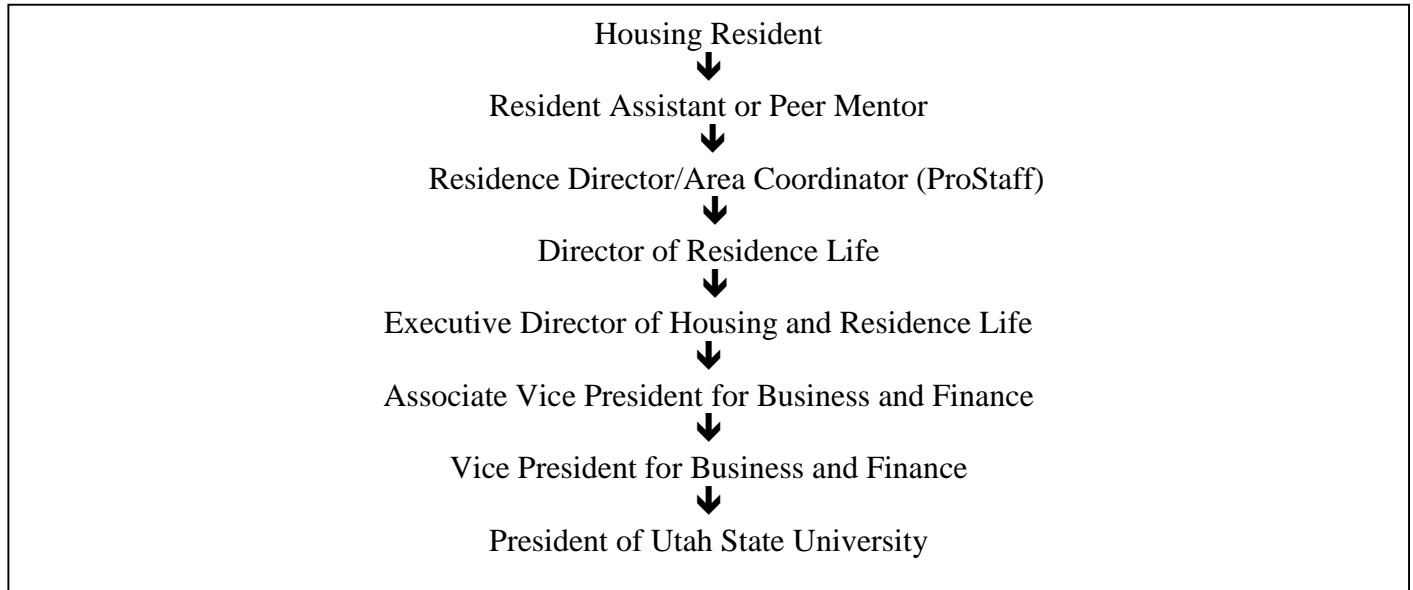 Housing Resident
Resident Assistant or Peer Mentor
Residence Director/Area Coordinator (ProStaff)
Director of Residence Life
Executive Director of Housing and Residence Life
Associate Vice President for Business and Finance
Vice President for Business and Finance
President of Utah State University